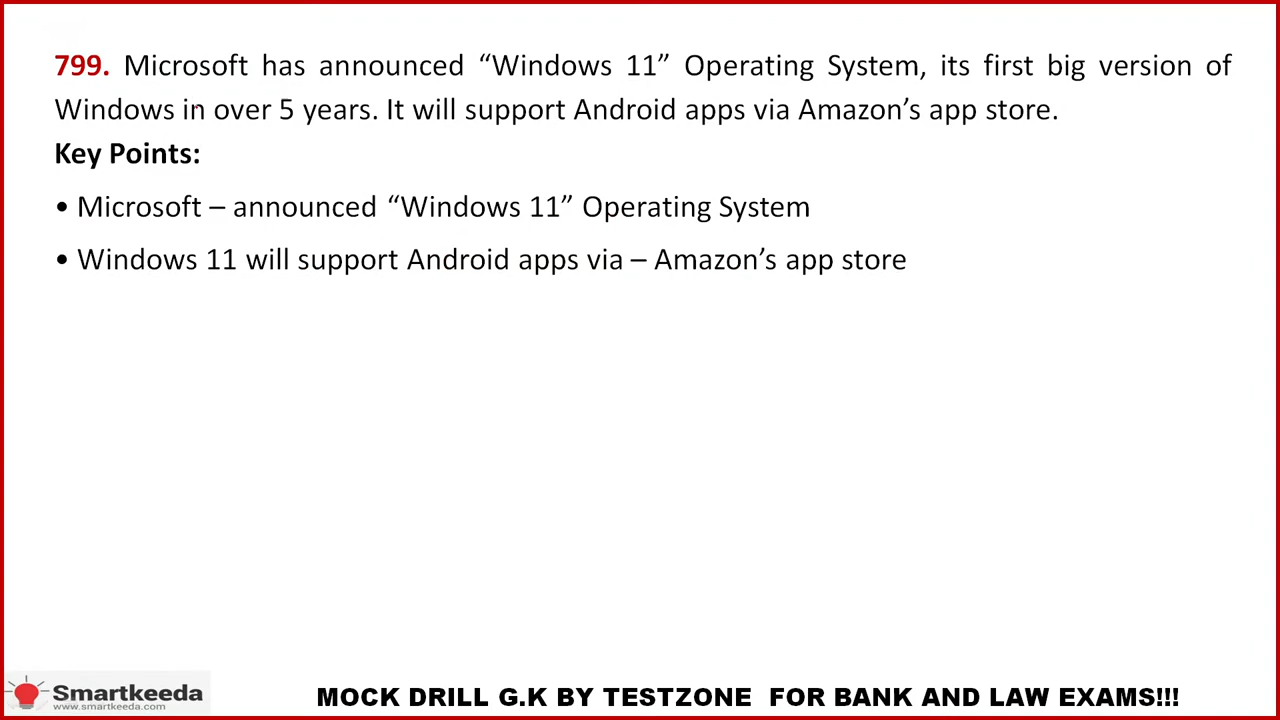 799. Microsoft has announced “Windows 11” Operating System, its first big version of
Windows in over 5 years. It will support Android apps via Amazon’s app store.
Key Points:
• Microsoft – announced “Windows 11” Operating System
• Windows 11 will support Android apps via – Amazon’s app store
Smartkeeda
www.smartkeeda.com
MOCK DRILL G.K BY TESTZONE FOR BANK AND LAW EXAMS!!!